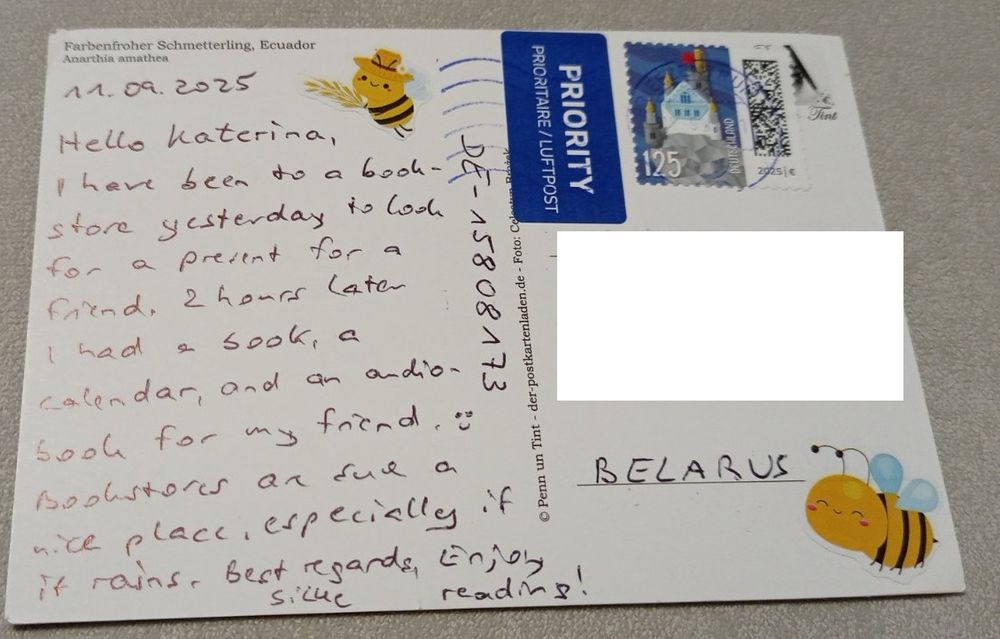 Farbenfroher Schmetterling, Ecuador
Anarthia amathea
11.09.2025
Hello Katerina,
I have been to a book-
store yesterday to look
for a present for a
friend. 2 hours later
I had a book, a
calendar, and an audio-
book for my friend.
Bookstores are such a
nice place, especially if
it rains. Best regards,
Silke
Enjoy
reading!
DE-15808173
© Penn un Tint - der-postkartenladen.de - Foto:
PRIORITY
PRIORITAIRE / LUFTPOST
125
DEUTSCHLAND
2025 | €
Tint
BELARUS